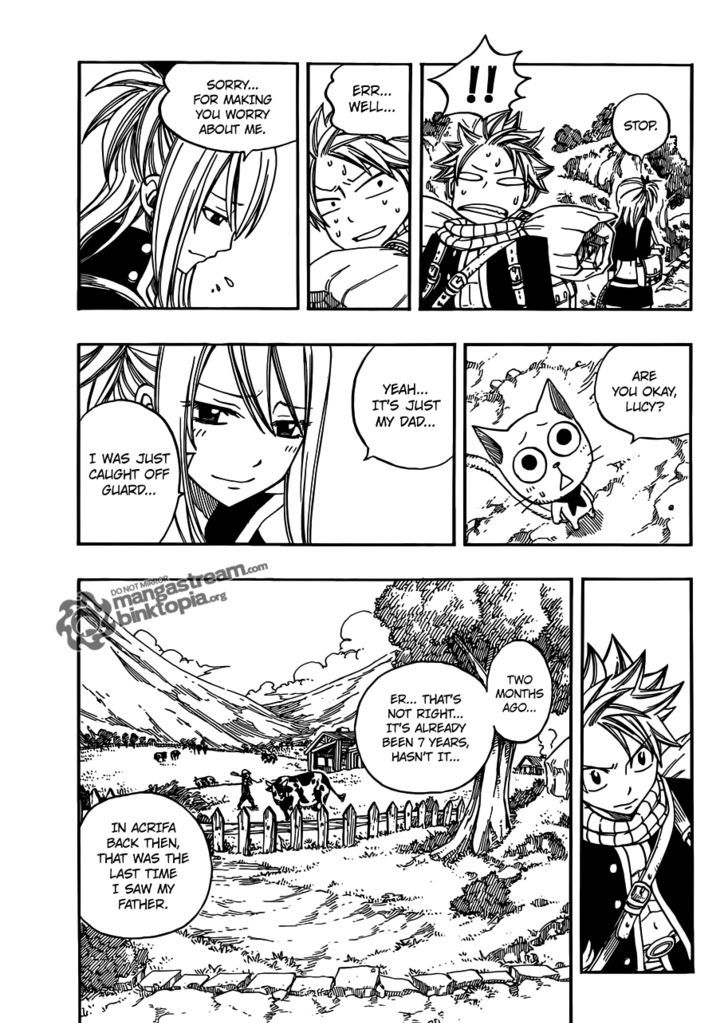 !!
STOP.
ERR...
WELL...
SORRY...
FOR MAKING
YOU WORRY
ABOUT ME.
ARE
YOU OKAY,
LUCY?
YEAH...
IT'S JUST
MY DAD...
I WAS JUST
CAUGHT OFF
GUARD...
TWO
MONTHS
AGO...
ER... THAT'S
NOT RIGHT...
IT'S ALREADY
BEEN 7 YEARS,
HASN'T IT...
IN ACRIFA
BACK THEN,
THAT WAS THE
LAST TIME
I SAW MY
FATHER.
DO NOT MIRROR
mangastream.com
binktopia.org